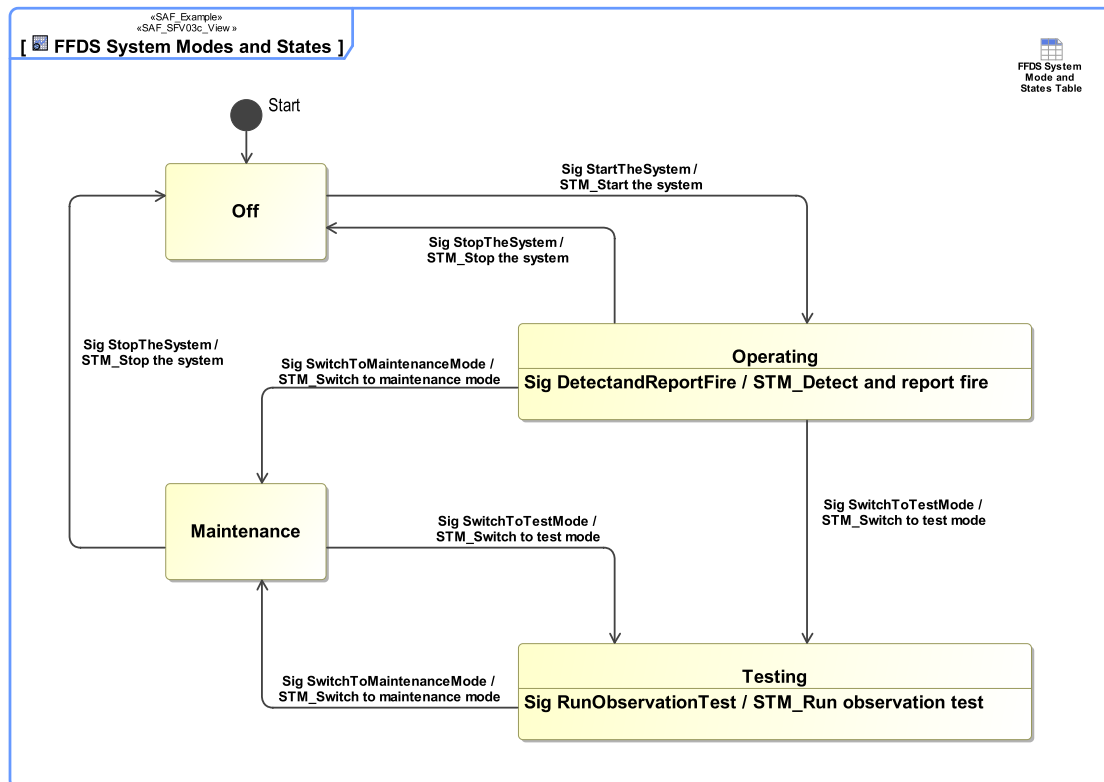 «SAF_Example»
«SAF_SFV03c_View »
[ FFDS System Modes and States ]
FFDS System
Mode and
States Table
Start
Sig StartTheSystem /
STM_Start the system
Off
Sig StopTheSystem /
STM_Stop the system
Sig StopTheSystem /
STM_Stop the system
Sig SwitchToMaintenanceMode /
STM_Switch to maintenance mode
Operating
Sig DetectandReportFire / STM_Detect and report fire
Maintenance
Sig SwitchToTestMode /
STM_Switch to test mode
Sig SwitchToTestMode /
STM_Switch to test mode
Sig SwitchToMaintenanceMode /
STM_Switch to maintenance mode
Testing
Sig RunObservationTest / STM_Run observation test